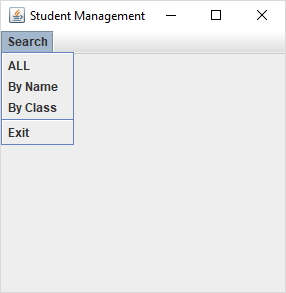 Student Management
Search
ALL
By Name
By Class
Exit